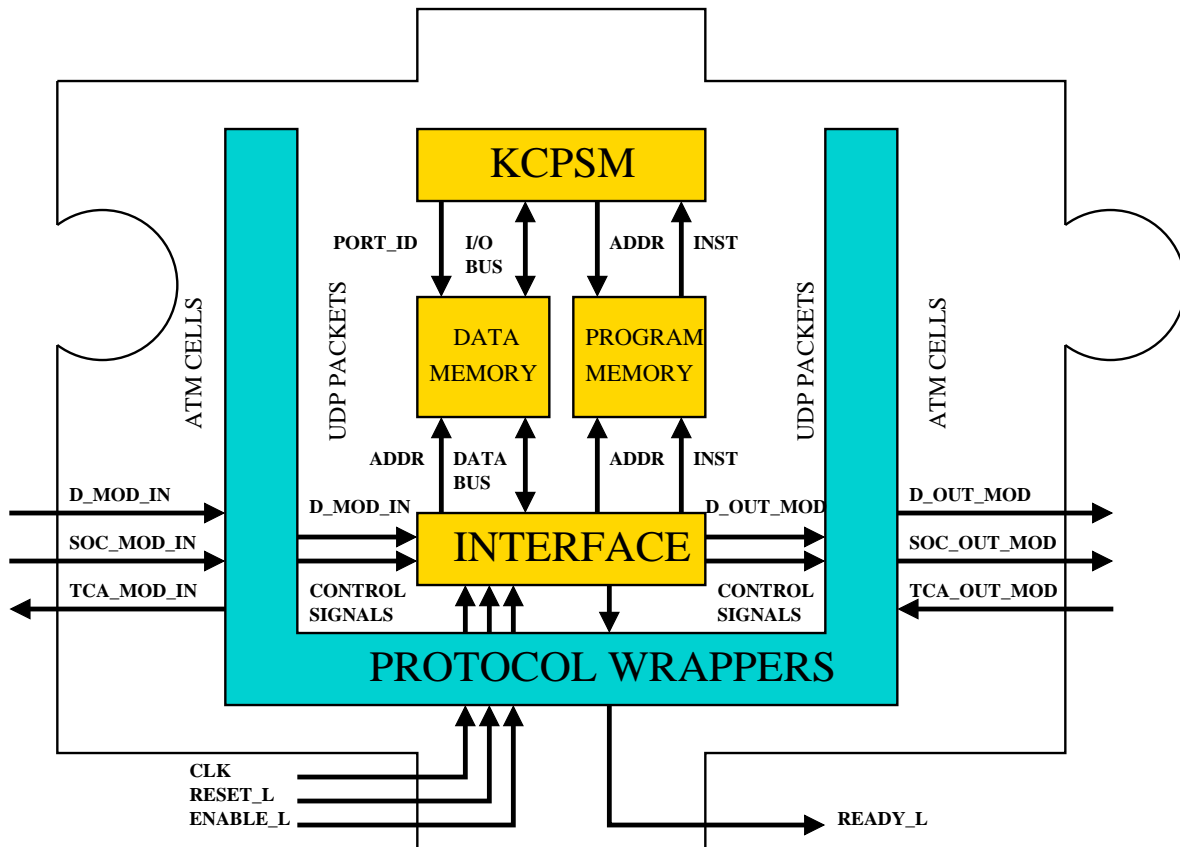 KCPSM
PORT_ID
I/O
BUS
ADDR
INST
ATM CELLS
UDP PACKETS
DATA
MEMORY
PROGRAM
MEMORY
UDP PACKETS
ATM CELLS
ADDR
DATA
BUS
ADDR
INST
D_MOD_IN
SOC_MOD_IN
TCA_MOD_IN
D_MOD_IN
CONTROL
SIGNALS
INTERFACE
D_OUT_MOD
CONTROL
SIGNALS
D_OUT_MOD
SOC_OUT_MOD
TCA_OUT_MOD
PROTOCOL WRAPPERS
CLK
RESET_L
ENABLE_L
READY_L